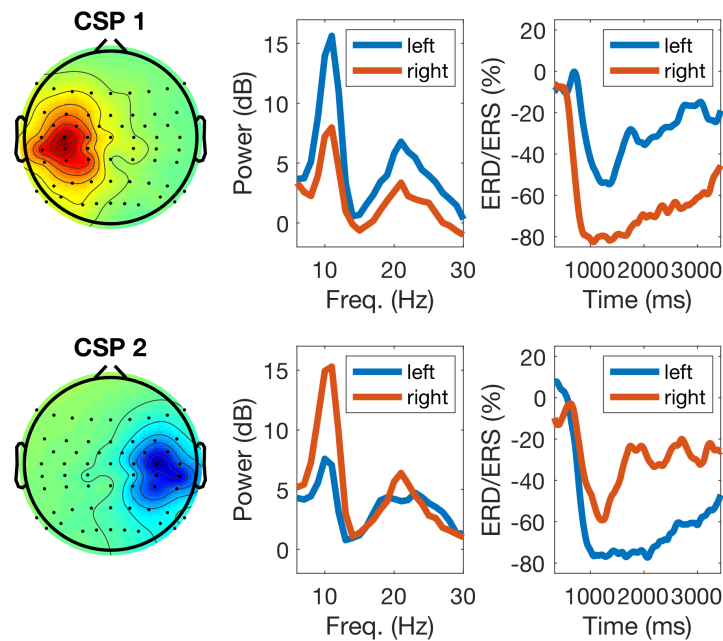 CSP 1
15
10
5
0
Power (dB)
10
20
30
Freq. (Hz)
left
right
20
0
-20
-40
-60
-80
ERD/ERS (%)
1000
2000
3000
Time (ms)
CSP 2
15
10
5
0
Power (dB)
10
20
30
Freq. (Hz)
left
right
20
0
-20
-40
-60
-80
ERD/ERS (%)
1000
2000
3000
Time (ms)
left
right
left
right